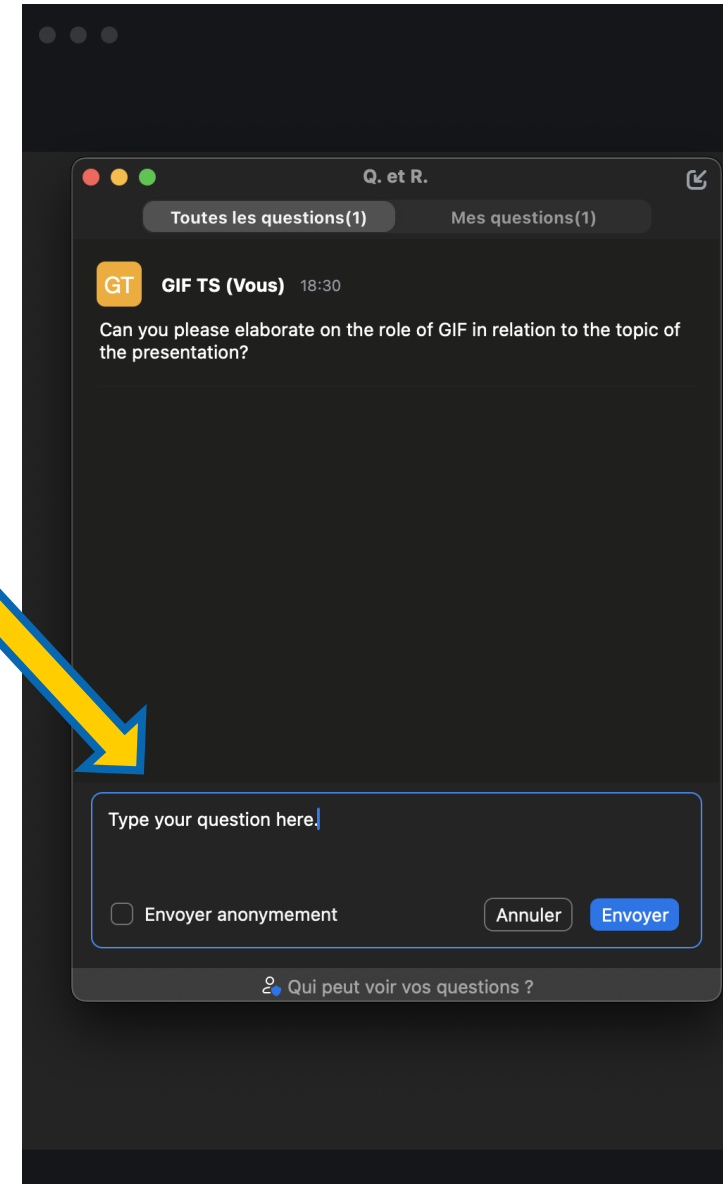 Q. et R.
Toutes les questions(1)
Mes questions(1)
GT
GIF TS (Vous) 18:30
Can you please elaborate on the role of GIF in relation to the topic of
the presentation?
Type your question here.
Envoyer anonymement
Annuler
Envoyer
Qui peut voir vos questions ?